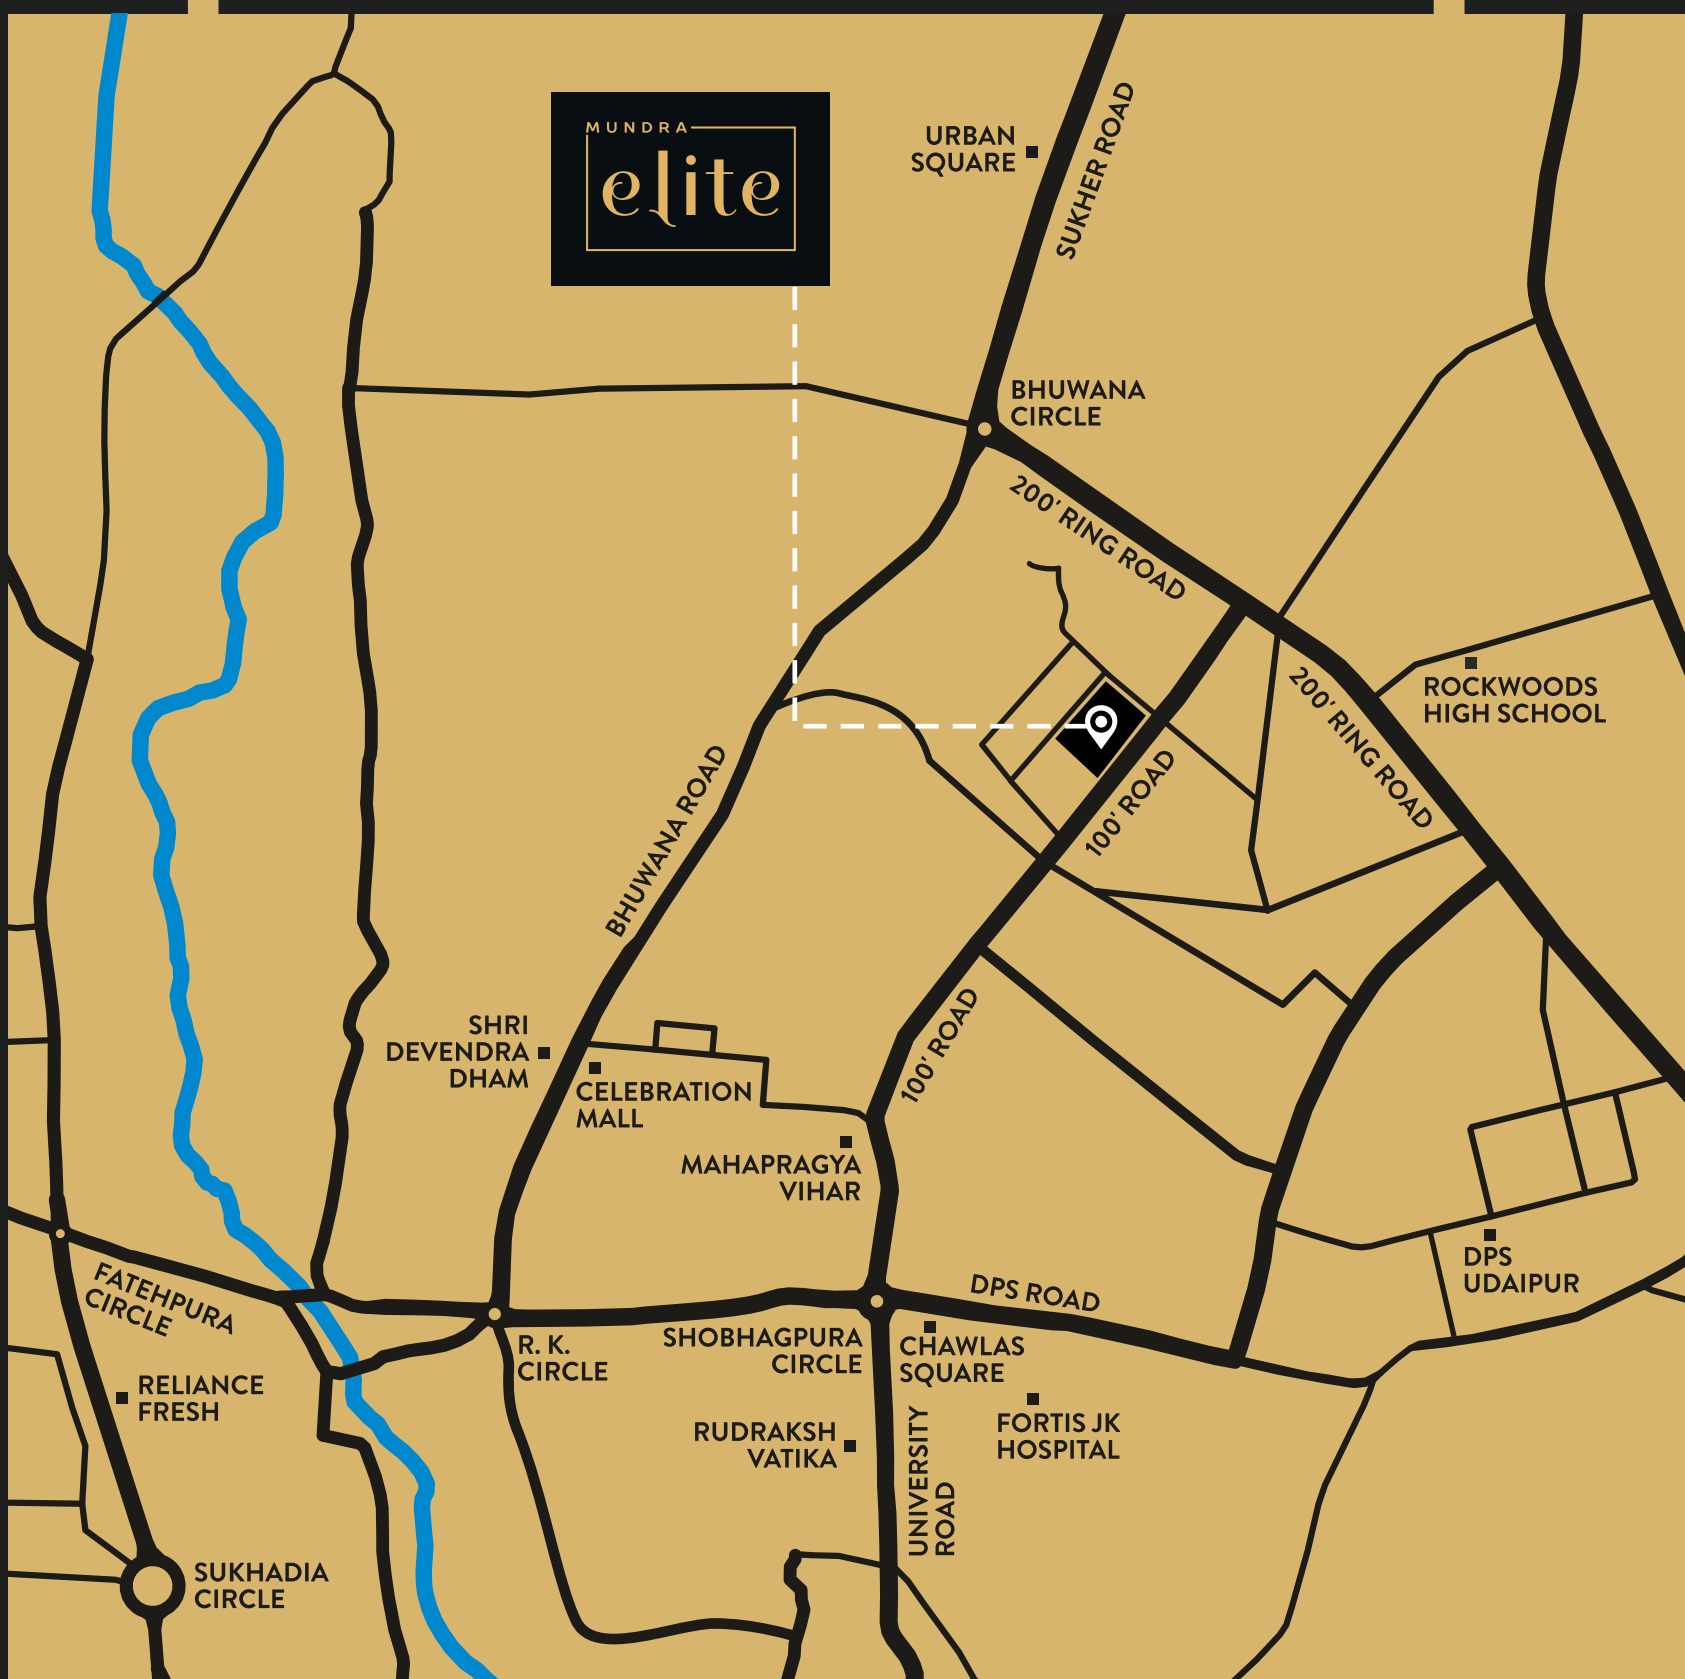 MUNDRA
elite
URBAN
SQUARE
SUKHER ROAD
BHUWANA
CIRCLE
200' RING ROAD
ROCKWOODS
HIGH SCHOOL
200' RING ROAD
100' ROAD
BHUWANA ROAD
100' ROAD
SHRI
DEVENDRA
DHAM
CELEBRATION
MALL
MAHAPRAGYA
VIHAR
DPS
UDAIPUR
FATEHPURA
CIRCLE
DPS ROAD
R. K.
CIRCLE
SHOBHAGPURA
CIRCLE
CHAWLAS
SQUARE
RELIANCE
FRESH
RUDRAKSH
VATIKA
UNIVERSITY
ROAD
FORTIS JK
HOSPITAL
SUKHADIA
CIRCLE